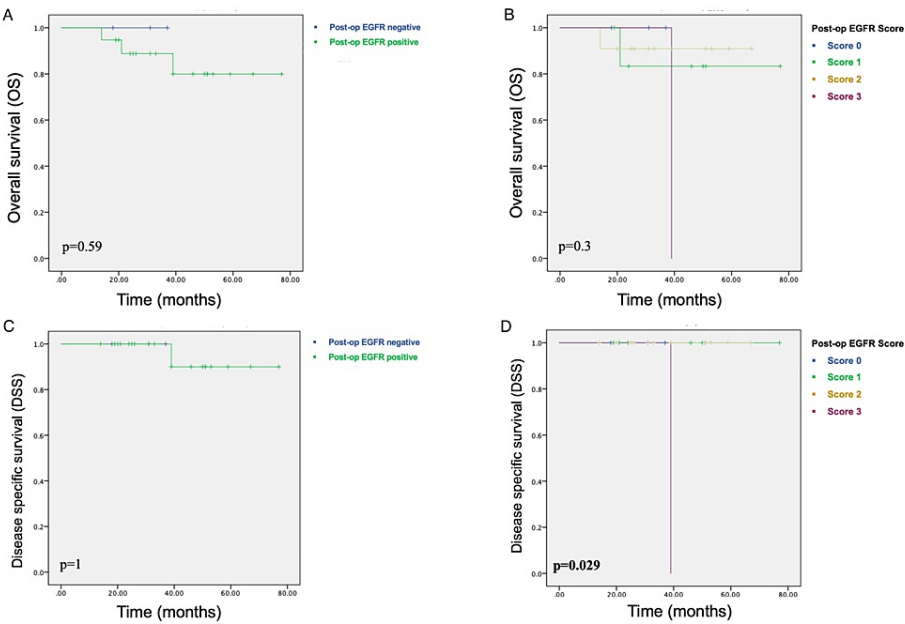 A
Post-op EGFR negative
Post-op EGFR positive
1.0
0.8
0.6
0.4
0.2
0.0
Overall survival (OS)
p=0.59
.00 20.00 40.00 60.00 80.00
Time (months)
B
Post-op EGFR Score
Score 0
Score 1
Score 2
Score 3
1.0
0.8
0.6
0.4
0.2
0.0
Overall survival (OS)
p=0.3
.00 20.00 40.00 60.00 80.00
Time (months)
C
Post-op EGFR negative
Post-op EGFR positive
1.0
0.8
0.6
0.4
0.2
0.0
Disease specific survival (DSS)
p=1
.00 20.00 40.00 60.00 80.00
Time (months)
D
Post-op EGFR Score
Score 0
Score 1
Score 2
Score 3
1.0
0.8
0.6
0.4
0.2
0.0
Disease specific survival (DSS)
p=0.029
.00 20.00 40.00 60.00 80.00
Time (months)